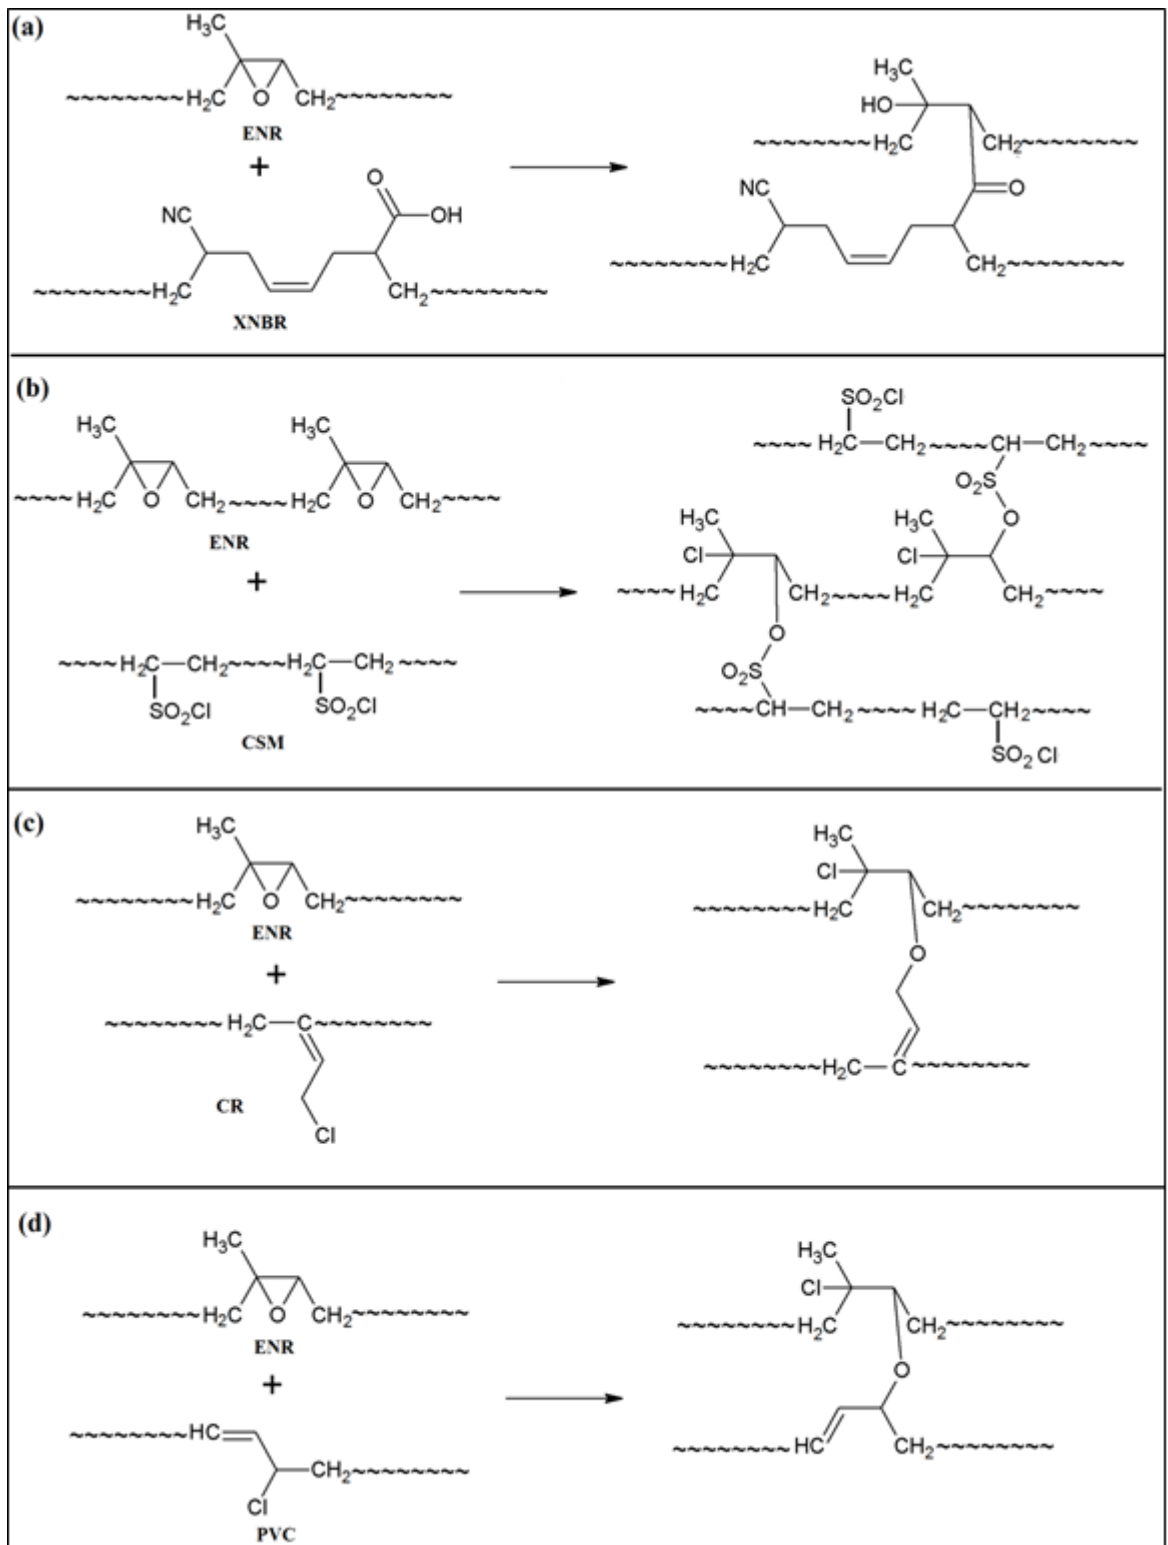 (a)
H₃C
~~~~~~~~H₂C O CH₂~~~~~~~~
ENR
+
O
NC OH
~~~~~~~~H₂C CH₂~~~~~~~~
XNBR
H₃C
HO
~~~~~~~~H₂C CH₂~~~~~~~~
NC O
~~~~~~~~H₂C CH₂~~~~~~~~
(b)
H₃C H₃C
~~~~H₂C O CH₂~~~~H₂C O CH₂~~~~
ENR
+
~~~~H₂C—CH₂~~~~H₂C—CH₂~~~~
SO₂Cl SO₂Cl
CSM
SO₂Cl
~~~~H₂C—CH₂~~~~CH—CH₂~~~~
O₂S
H₃C H₃C O
Cl Cl
~~~~H₂C CH₂~~~~H₂C CH₂~~~~
O
O₂S
~~~~CH—CH₂~~~~H₂C—CH₂~~~~
SO₂Cl
(c)
H₃C
~~~~~~~~H₂C O CH₂~~~~~~~~
ENR
+
~~~~~~~~H₂C—C~~~~~~~~
CR
Cl
H₃C
Cl
~~~~~~~~H₂C CH₂~~~~~~~~
O
~~~~~~~~H₂C—C~~~~~~~~
(d)
H₃C
~~~~~~~~H₂C O CH₂~~~~~~~~
ENR
+
~~~~~~~~HC
CH₂~~~~~~~~
Cl
PVC
H₃C
Cl
~~~~~~~~H₂C CH₂~~~~~~~~
O
~~~~~~~~HC CH₂~~~~~~~~